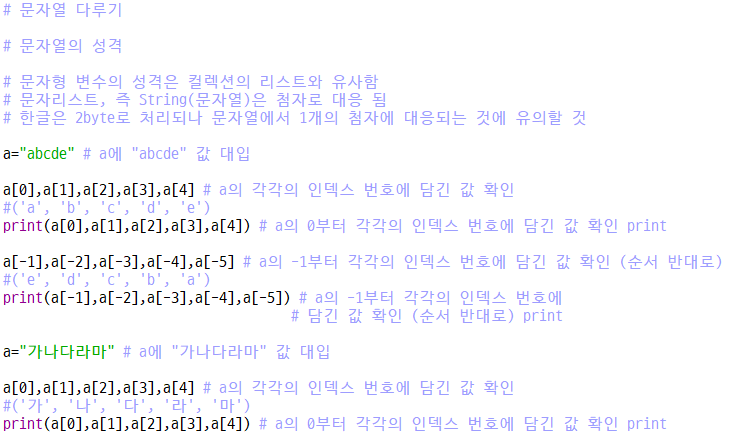 # 문자열 다루기
# 문자열의 성격
# 문자형 변수의 성격은 컬렉션의 리스트와 유사함
# 문자리스트, 즉 String(문자열)은 첨자로 대응 됨
# 한글은 2byte로 처리되나 문자열에서 1개의 첨자에 대응되는 것에 유의할 것
a="abcde" # a에 "abcde" 값 대입
a[0],a[1],a[2],a[3],a[4] # a의 각각의 인덱스 번호에 담긴 값 확인
#('a', 'b', 'c', 'd', 'e')
print(a[0],a[1],a[2],a[3],a[4]) # a의 0부터 각각의 인덱스 번호에 담긴 값 확인 print
a[-1],a[-2],a[-3],a[-4],a[-5] # a의 -1부터 각각의 인덱스 번호에 담긴 값 확인 (순서 반대로)
#('e', 'd', 'c', 'b', 'a')
print(a[-1],a[-2],a[-3],a[-4],a[-5]) # a의 -1부터 각각의 인덱스 번호에
# 담긴 값 확인 (순서 반대로) print
a="가나다라마" # a에 "가나다라마" 값 대입
a[0],a[1],a[2],a[3],a[4] # a의 각각의 인덱스 번호에 담긴 값 확인
#('가', '나', '다', '라', '마')
print(a[0],a[1],a[2],a[3],a[4]) # a의 0부터 각각의 인덱스 번호에 담긴 값 확인 print